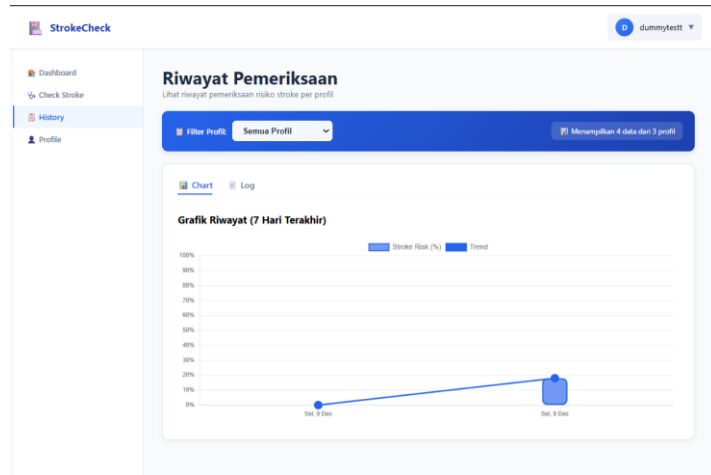 StrokeCheck
D dummytestt
Dashboard
Check Stroke
History
Profile
Riwayat Pemeriksaan
Lihat riwayat pemeriksaan risiko stroke per profil
Filter Profil: Semua Profil
Menampilkan 4 data dari 3 profil
Chart Log
Grafik Riwayat (7 Hari Terakhir)
Stroke Risk (%) Trend
100%
90%
80%
70%
60%
50%
40%
30%
20%
10%
0%
Sel, 9 Dec Sel, 9 Dec